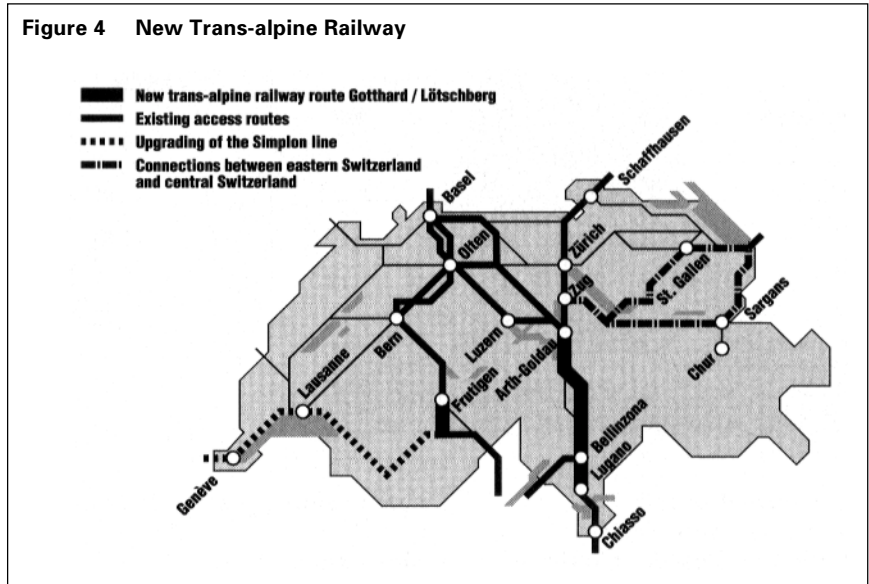 Figure 4 New Trans-alpine Railway
New trans-alpine railway route Gotthard / Lötschberg
Existing access routes
Upgrading of the Simplon line
Connections between eastern Switzerland
and central Switzerland
Schaffhausen
Basel
Olten
Zürich
Zug
St. Gallen
Sargans
Luzern
Bern
Arth-Goldau
Chur
Lausanne
Frutigen
Bellinzona
Lugano
Genève
Chiasso